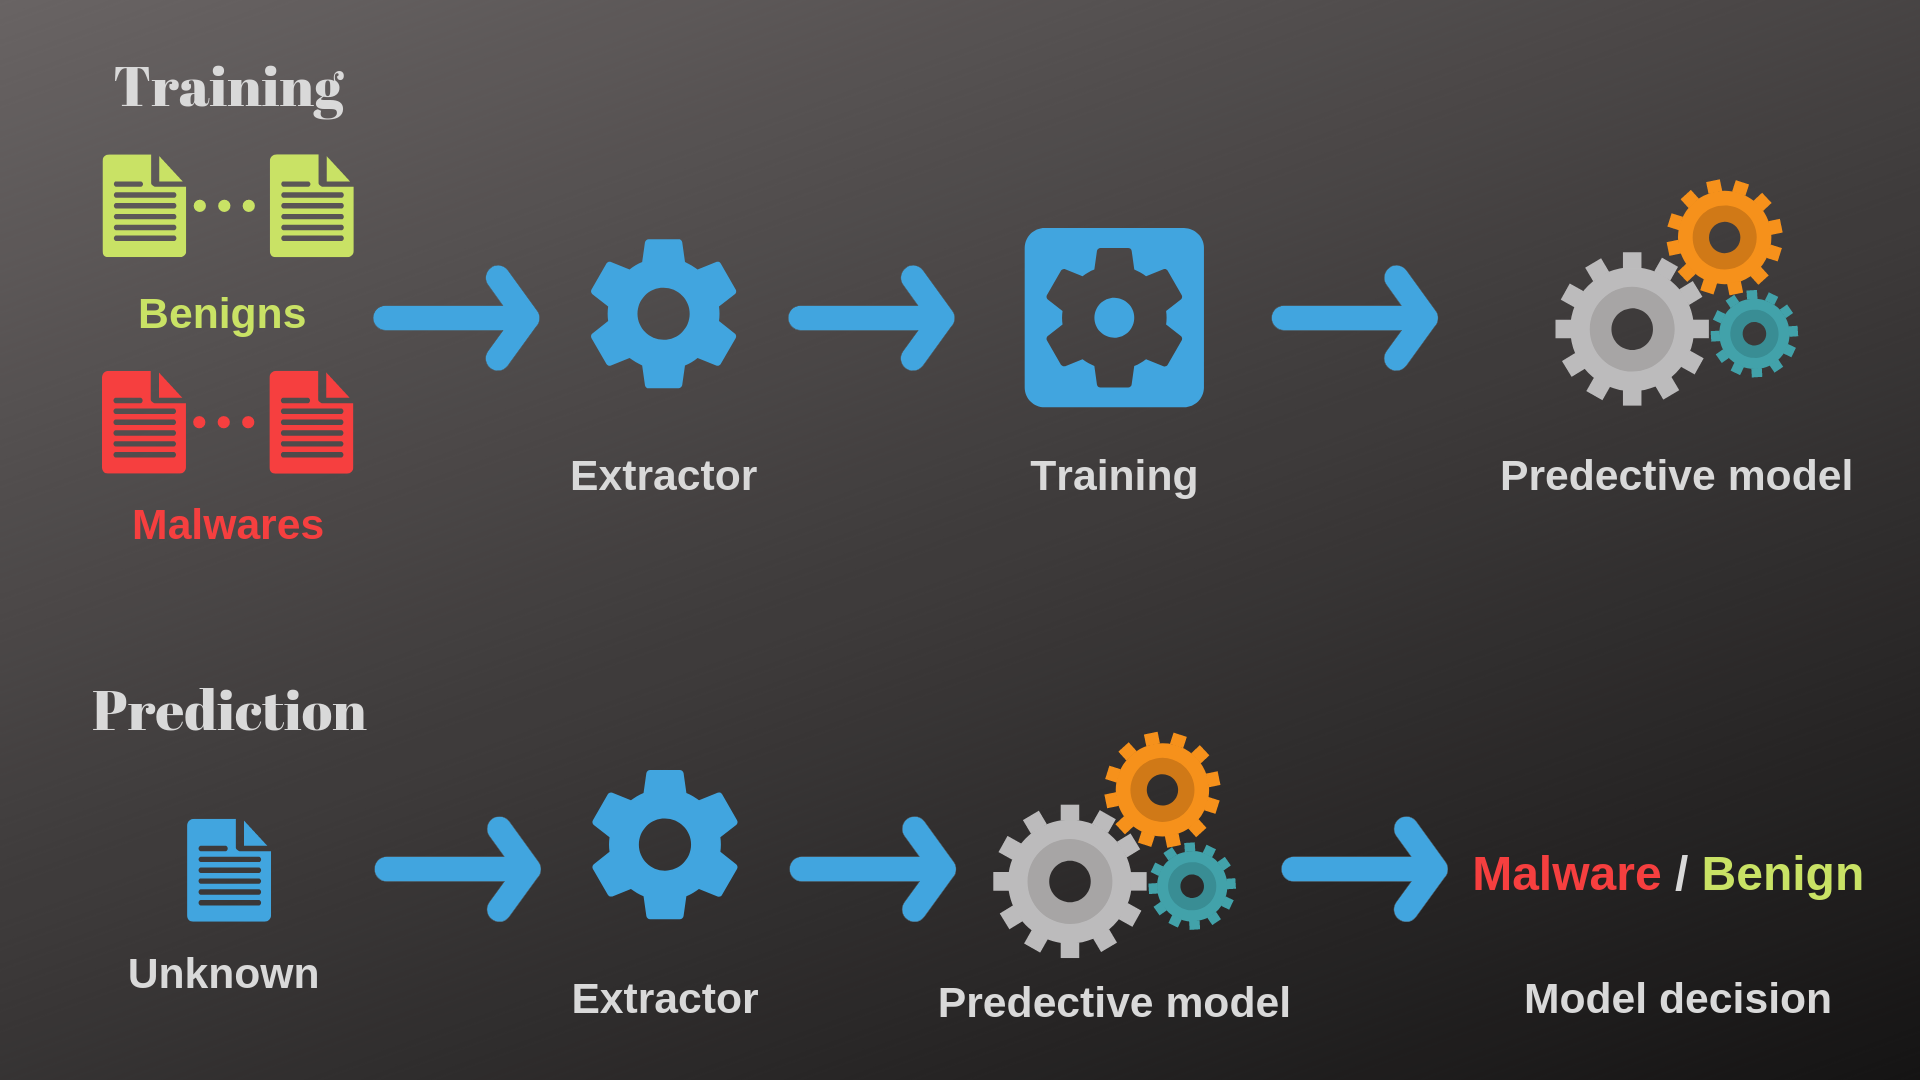 Training
Benigns
Malwares
Extractor
Training
Predective model
Prediction
Unknown
Extractor
Predective model
Malware / Benign
Model decision